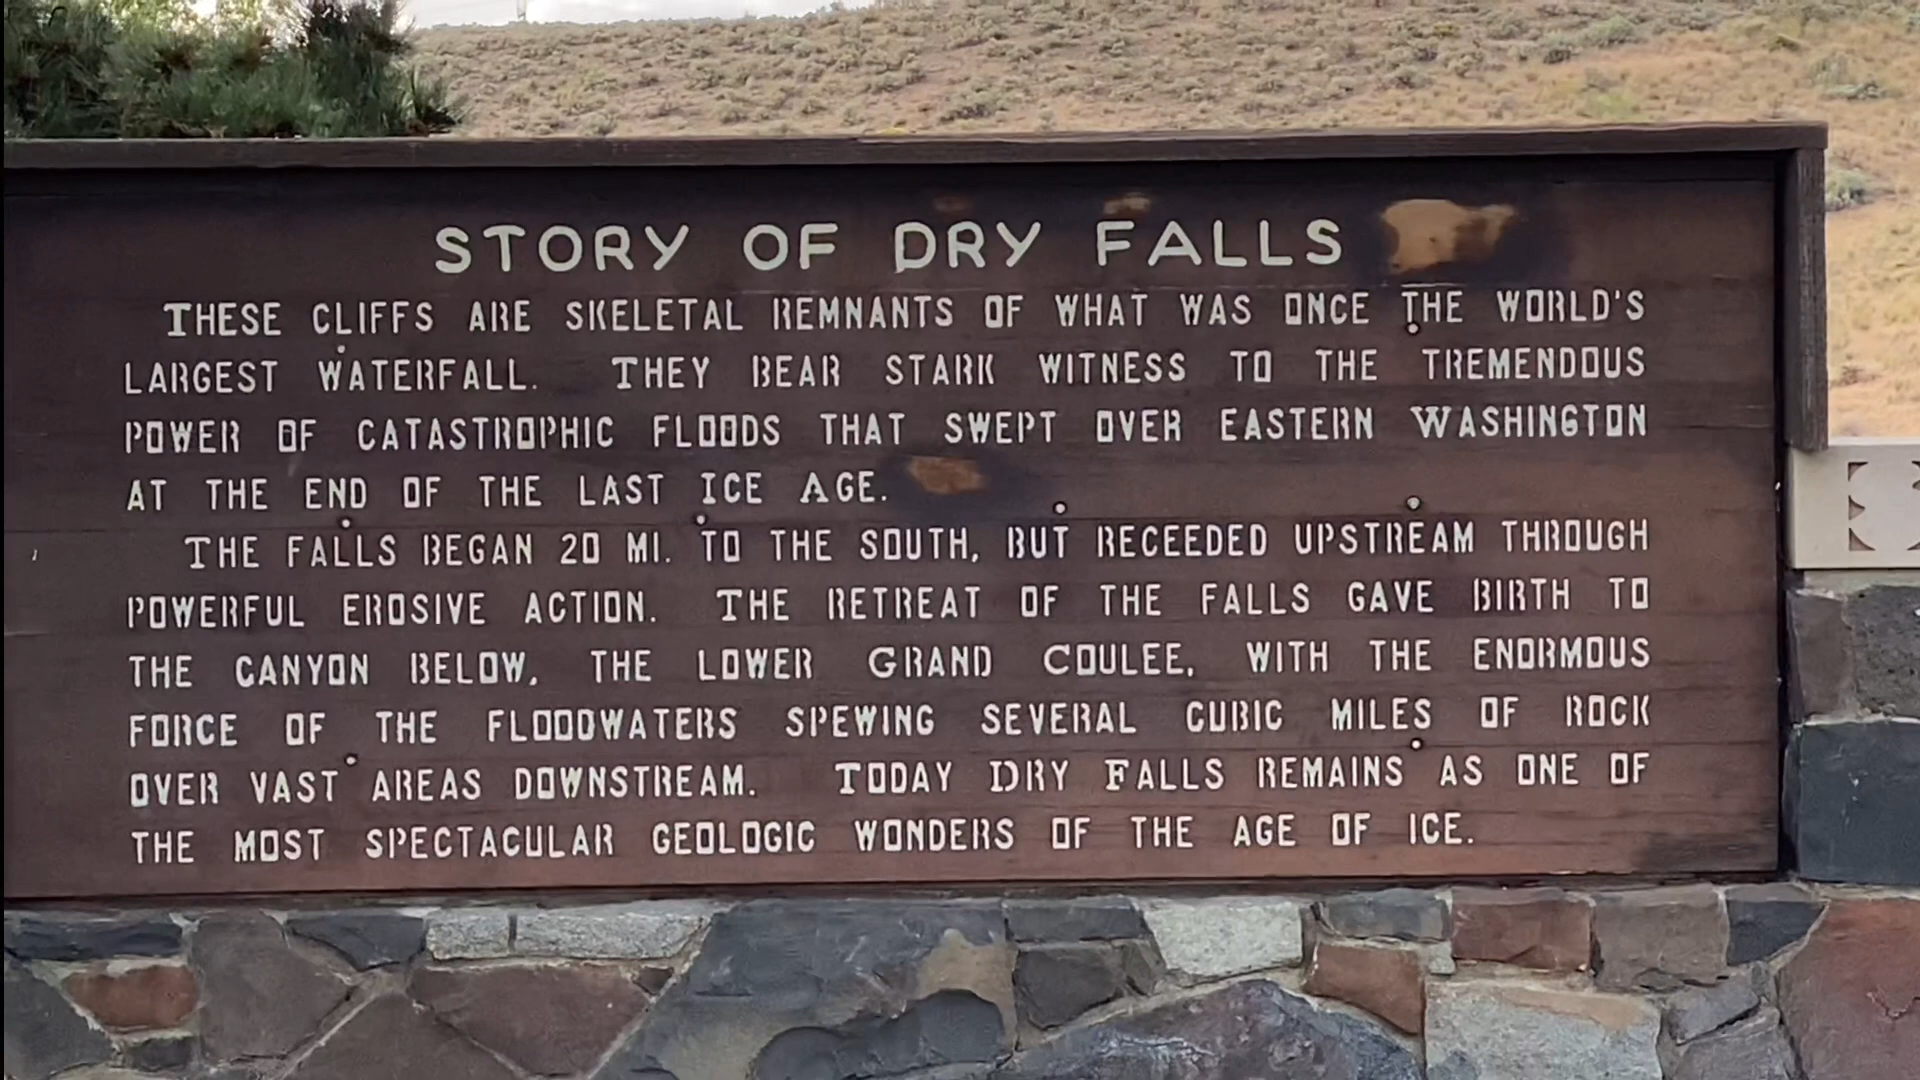 STORY OF DRY FALLS
THESE CLIFFS ARE SKELETAL REMNANTS OF WHAT WAS ONCE THE WORLD'S
LARGEST WATERFALL. THEY BEAR STARK WITNESS TO THE TREMENDOUS
POWER OF CATASTROPHIC FLOODS THAT SWEPT OVER EASTERN WASHINGTON
AT THE END OF THE LAST ICE AGE.
THE FALLS BEGAN 20 MI. TO THE SOUTH, BUT RECEEDED UPSTREAM THROUGH
POWERFUL EROSIVE ACTION. THE RETREAT OF THE FALLS GAVE BIRTH TO
THE CANYON BELOW, THE LOWER GRAND COULEE, WITH THE ENORMOUS
FORCE OF THE FLOODWATERS SPEWING SEVERAL CUBIC MILES OF ROCK
OVER VAST AREAS DOWNSTREAM. TODAY DRY FALLS REMAINS AS ONE OF
THE MOST SPECTACULAR GEOLOGIC WONDERS OF THE AGE OF ICE.